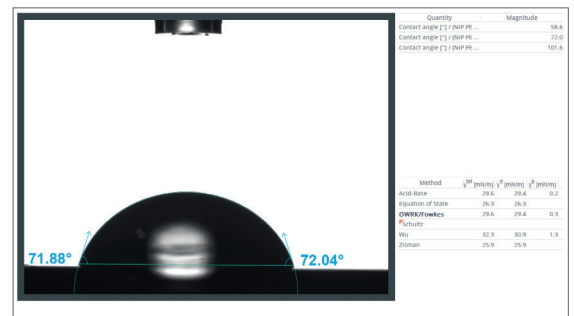 Quantity Magnitude
Contact angle [°] / (NIP PE ... 58.6
Contact angle [°] / (NIP PE ... 72.0
Contact angle [°] / (NIP PE ... 101.6
71.88° 72.04°
Method γtot [mN/m] γd [mN/m] γp [mN/m]
Acid-Base 29.6 29.4 0.2
Equation of State 26.3 26.3
OWRK/Fowkes 29.6 29.4 0.3
Schultz
Wu 32.3 30.9 1.3
Zisman 25.9 25.9